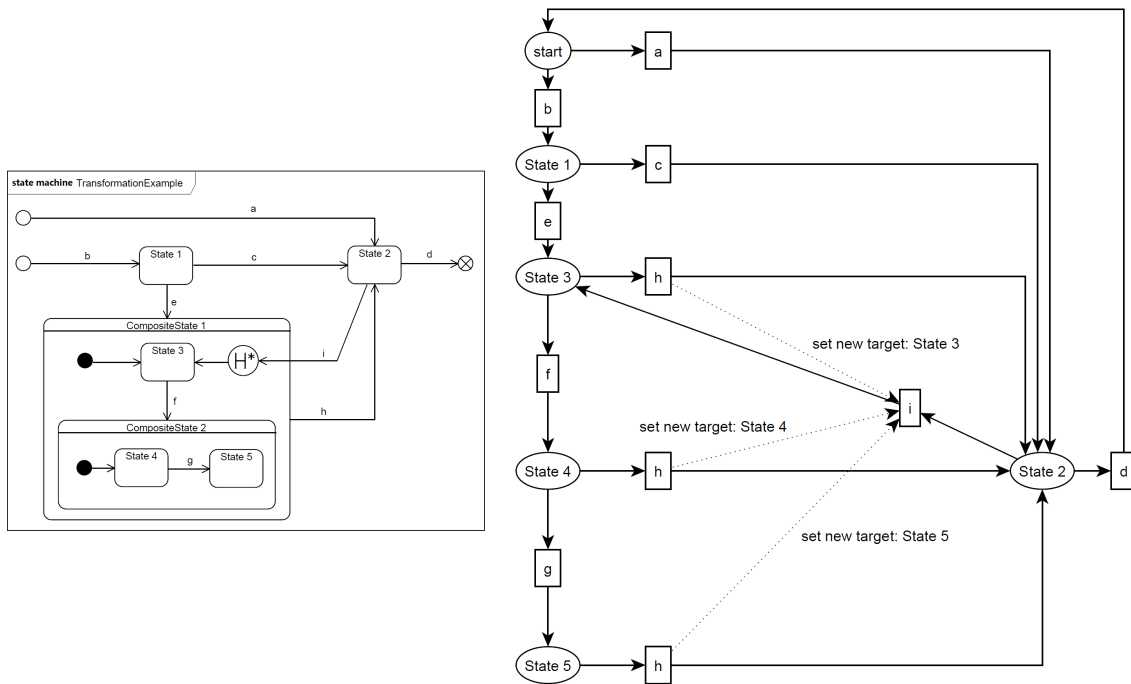 state machine TransformationExample
a
b
State 1
c
State 2
d
e
CompositeState 1
State 3
H*
i
f
h
CompositeState 2
State 4
g
State 5
start
a
b
State 1
c
e
State 3
h
set new target: State 3
f
i
set new target: State 4
State 4
h
State 2
d
set new target: State 5
g
State 5
h